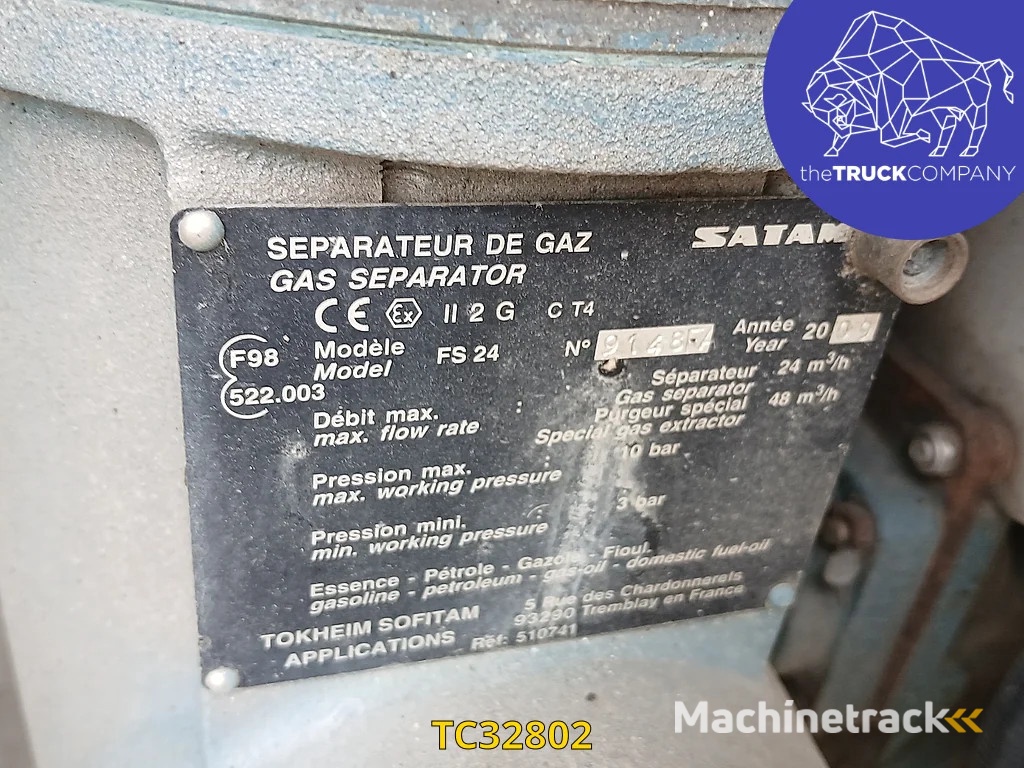 theTRUCKCOMPANY
SEPARATEUR DE GAZ
SATAM
GAS SEPARATOR
CE Ex II 2 G C T4
F98
522.003
Modèle
Model
FS 24
N°
Année
Year
2009
Débit max.
max. flow rate
:
Séparateur 24 m³/h
Gas separator
Purgeur spécial 48 m³/h
Special gas extractor
Pression max.
max. working pressure
10 bar
Pression mini.
min. working pressure
:
3 bar
Essence - Pétrole - Gazole - Fioul.
gasoline - petroleum - gas-oil - domestic fuel-oil
TOKHEIM SOFITAM
APPLICATIONS
5 Rue des Chardonnerets
93290 Tremblay en France
Réf: 510741
Machinetrack
TC32802